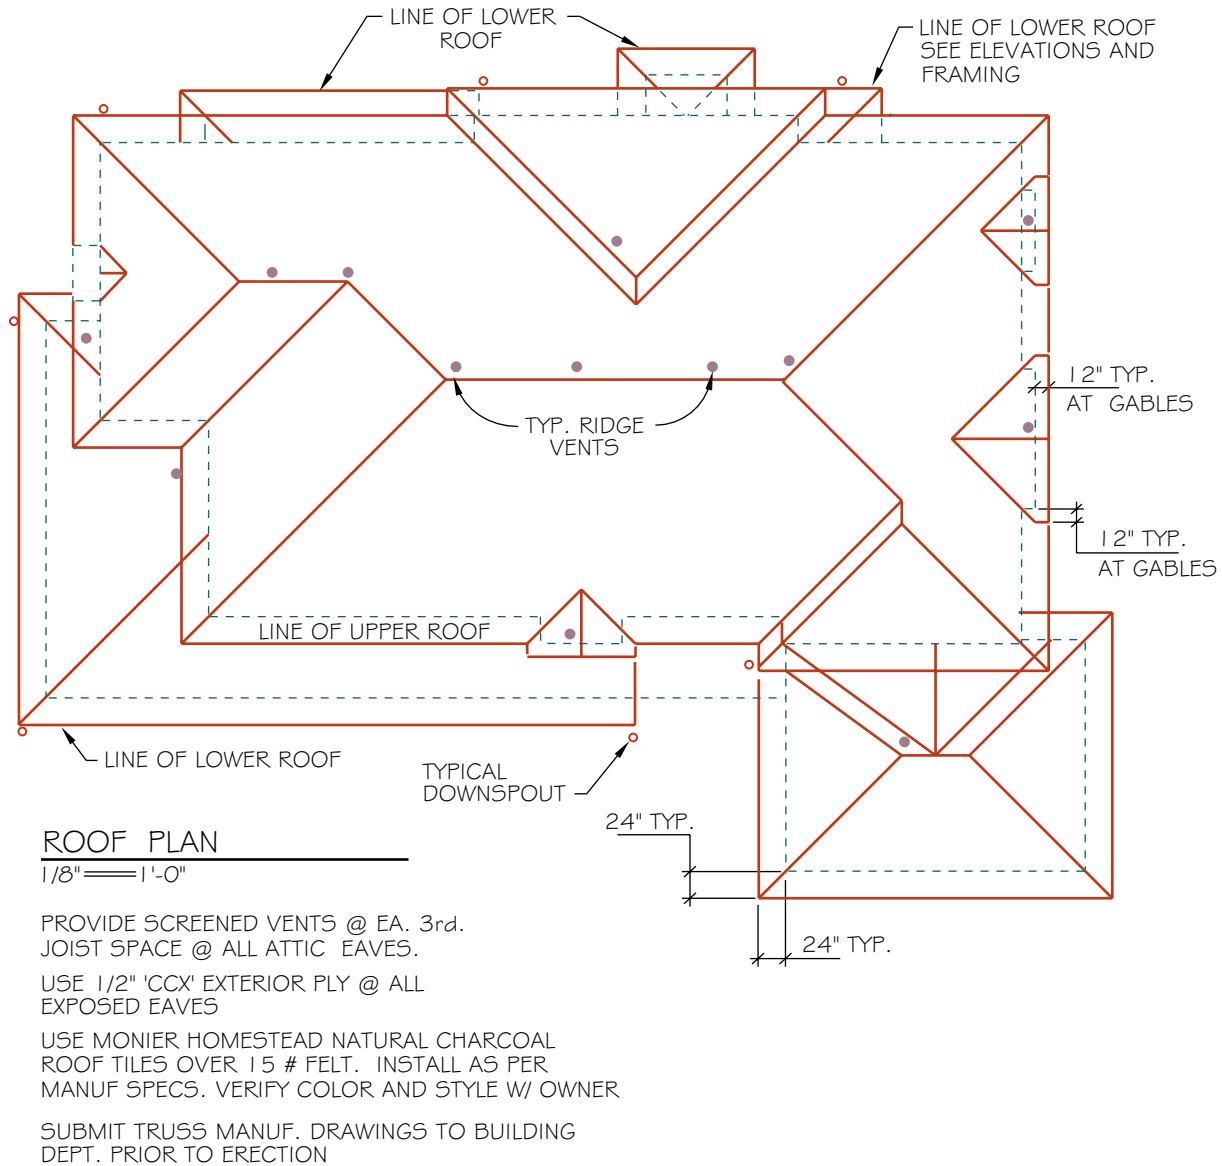 LINE OF LOWER
ROOF
LINE OF LOWER ROOF
SEE ELEVATIONS AND
FRAMING
12" TYP.
AT GABLES
TYP. RIDGE
VENTS
12" TYP.
AT GABLES
LINE OF UPPER ROOF
LINE OF LOWER ROOF
TYPICAL
DOWNSPOUT
24" TYP.
24" TYP.
ROOF PLAN
1/8" 1'-0"
PROVIDE SCREENED VENTS @ EA. 3rd.
JOIST SPACE @ ALL ATTIC EAVES.
USE 1/2" 'CCX' EXTERIOR PLY @ ALL
EXPOSED EAVES
USE MONIER HOMESTEAD NATURAL CHARCOAL
ROOF TILES OVER 15 # FELT. INSTALL AS PER
MANUF SPECS. VERIFY COLOR AND STYLE W/ OWNER
SUBMIT TRUSS MANUF. DRAWINGS TO BUILDING
DEPT. PRIOR TO ERECTION